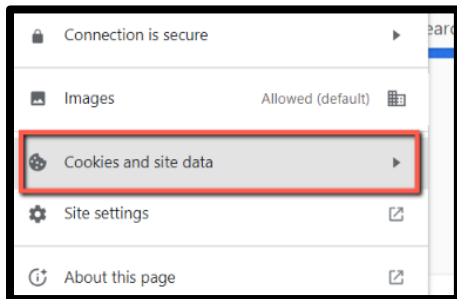 Connection is secure
Images Allowed (default)
Cookies and site data
Site settings
About this page